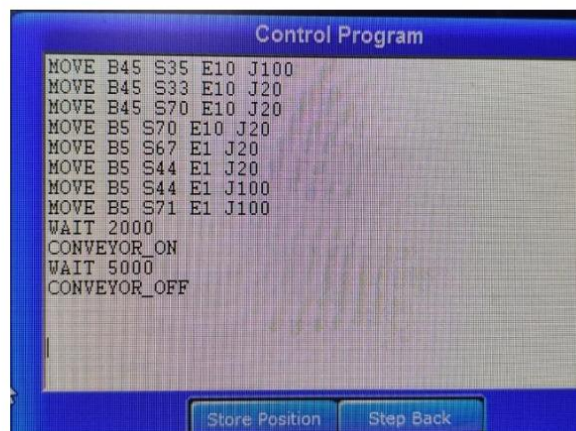 Control Program
MOVE B45 S35 E10 J100
MOVE B45 S33 E10 J20
MOVE B45 S70 E10 J20
MOVE B5 S70 E10 J20
MOVE B5 S67 E1 J20
MOVE B5 S44 E1 J20
MOVE B5 S44 E1 J100
MOVE B5 S71 E1 J100
WAIT 2000
CONVEYOR_ON
WAIT 5000
CONVEYOR_OFF
Store Position
Step Back